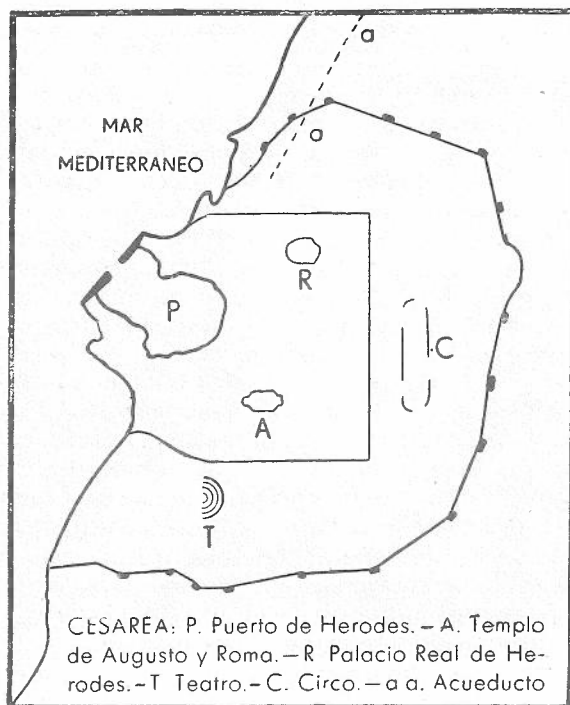 a
MAR
MEDITERRANEO
a
R
P
C
A
T
CESAREA: P. Puerto de Herodes.–A. Templo
de Augusto y Roma.–R Palacio Real de He-
rodes.–T Teatro.–C. Circo.–a a. Acueducto